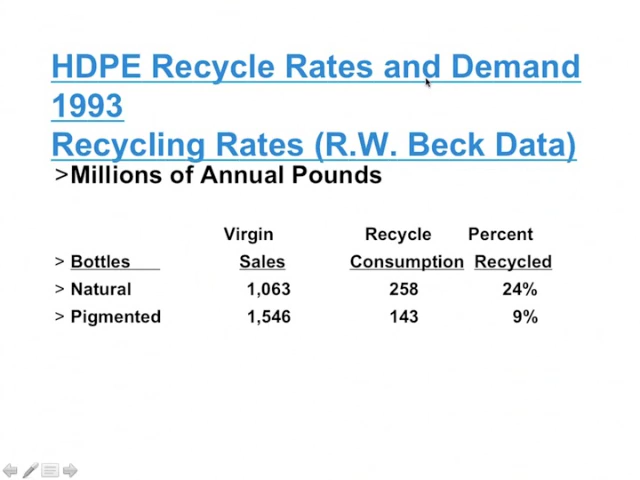 HDPE Recycle Rates and Demand
1993
Recycling Rates (R.W. Beck Data)
>Millions of Annual Pounds
Virgin Recycle Percent
> Bottles Sales Consumption Recycled
> Natural 1,063 258 24%
> Pigmented 1,546 143 9%